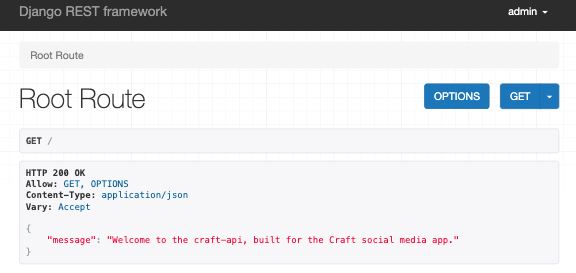 Django REST framework
admin
Root Route
Root Route
OPTIONS
GET
GET /
HTTP 200 OK
Allow: GET, OPTIONS
Content-Type: application/json
Vary: Accept
{
    "message": "Welcome to the craft-api, built for the Craft social media app."
}